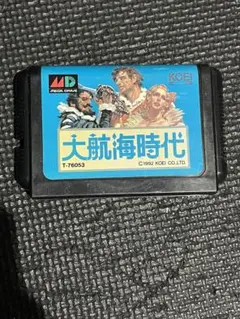 MD
MEGA DRIVE
KOEI
大航海時代
T-76053
©1992 KOEI CO.,LTD.